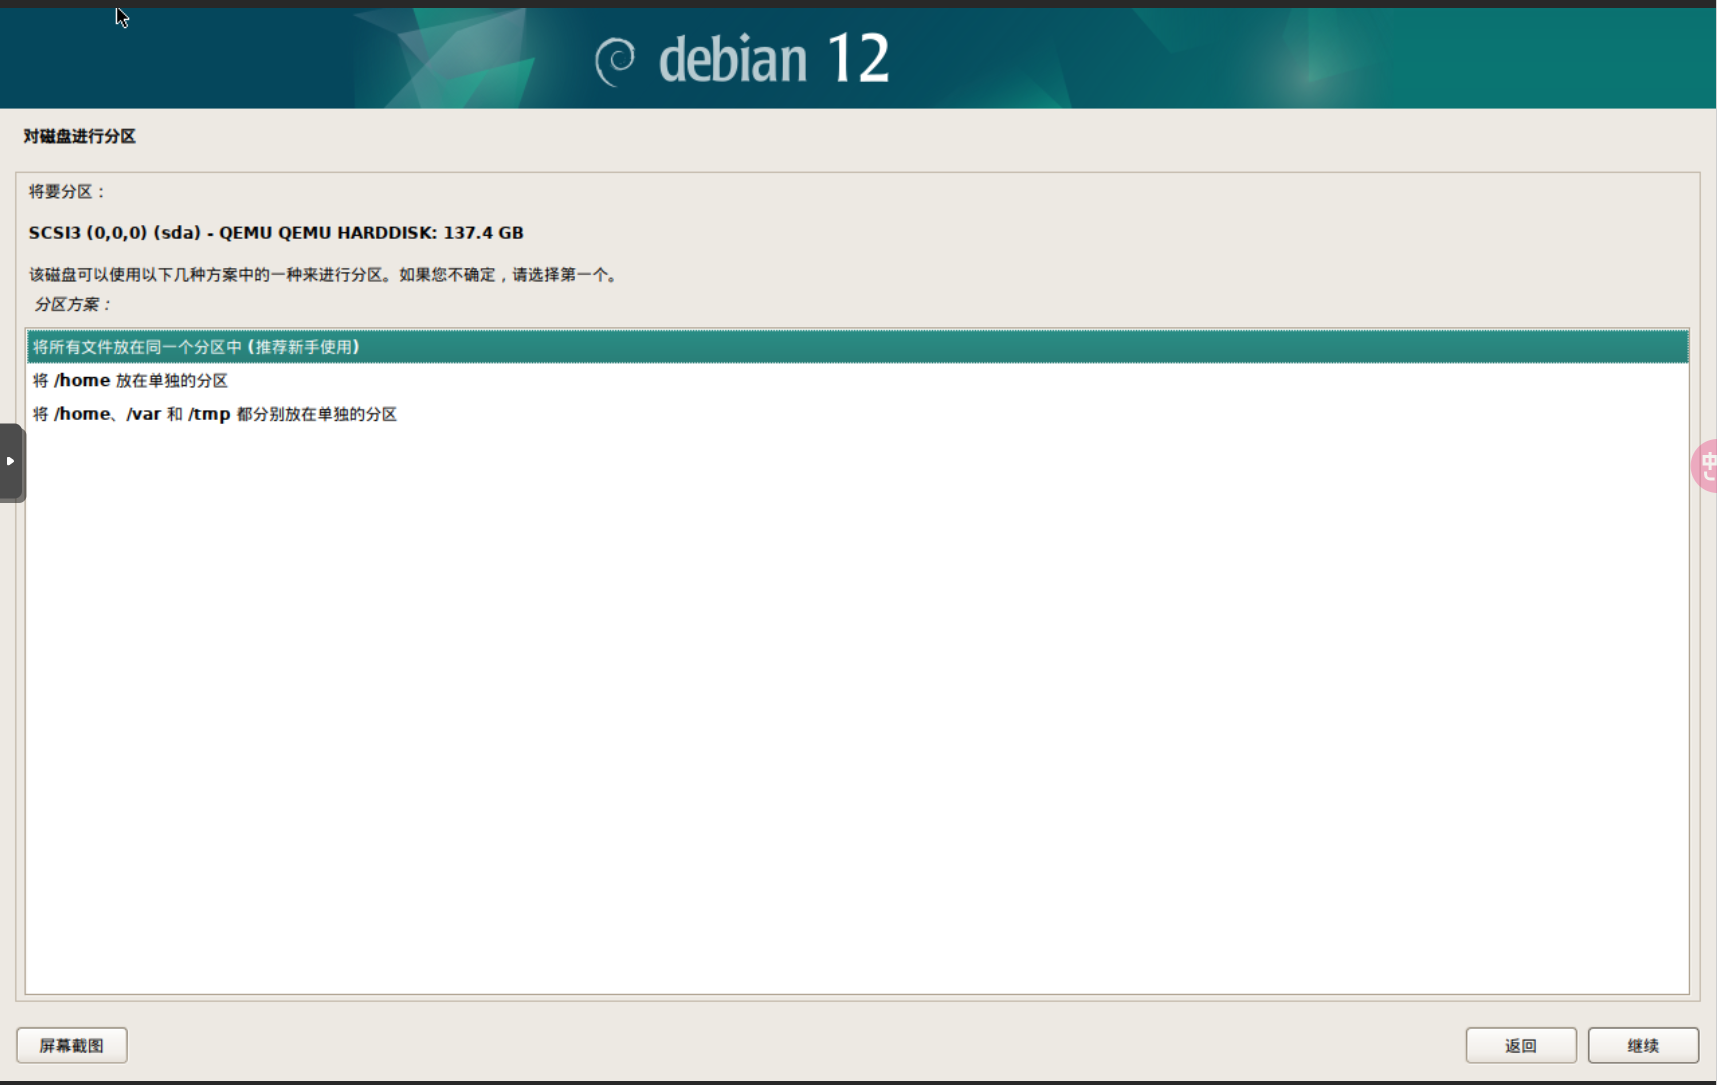 debian 12
对磁盘进行分区
将要分区：
SCSI3 (0,0,0) (sda) - QEMU QEMU HARDDISK: 137.4 GB
该磁盘可以使用以下几种方案中的一种来进行分区。如果您不确定，请选择第一个。
分区方案：
将所有文件放在同一个分区中 (推荐新手使用)
将 /home 放在单独的分区
将 /home、/var 和 /tmp 都分别放在单独的分区
中
屏幕截图
返回
继续